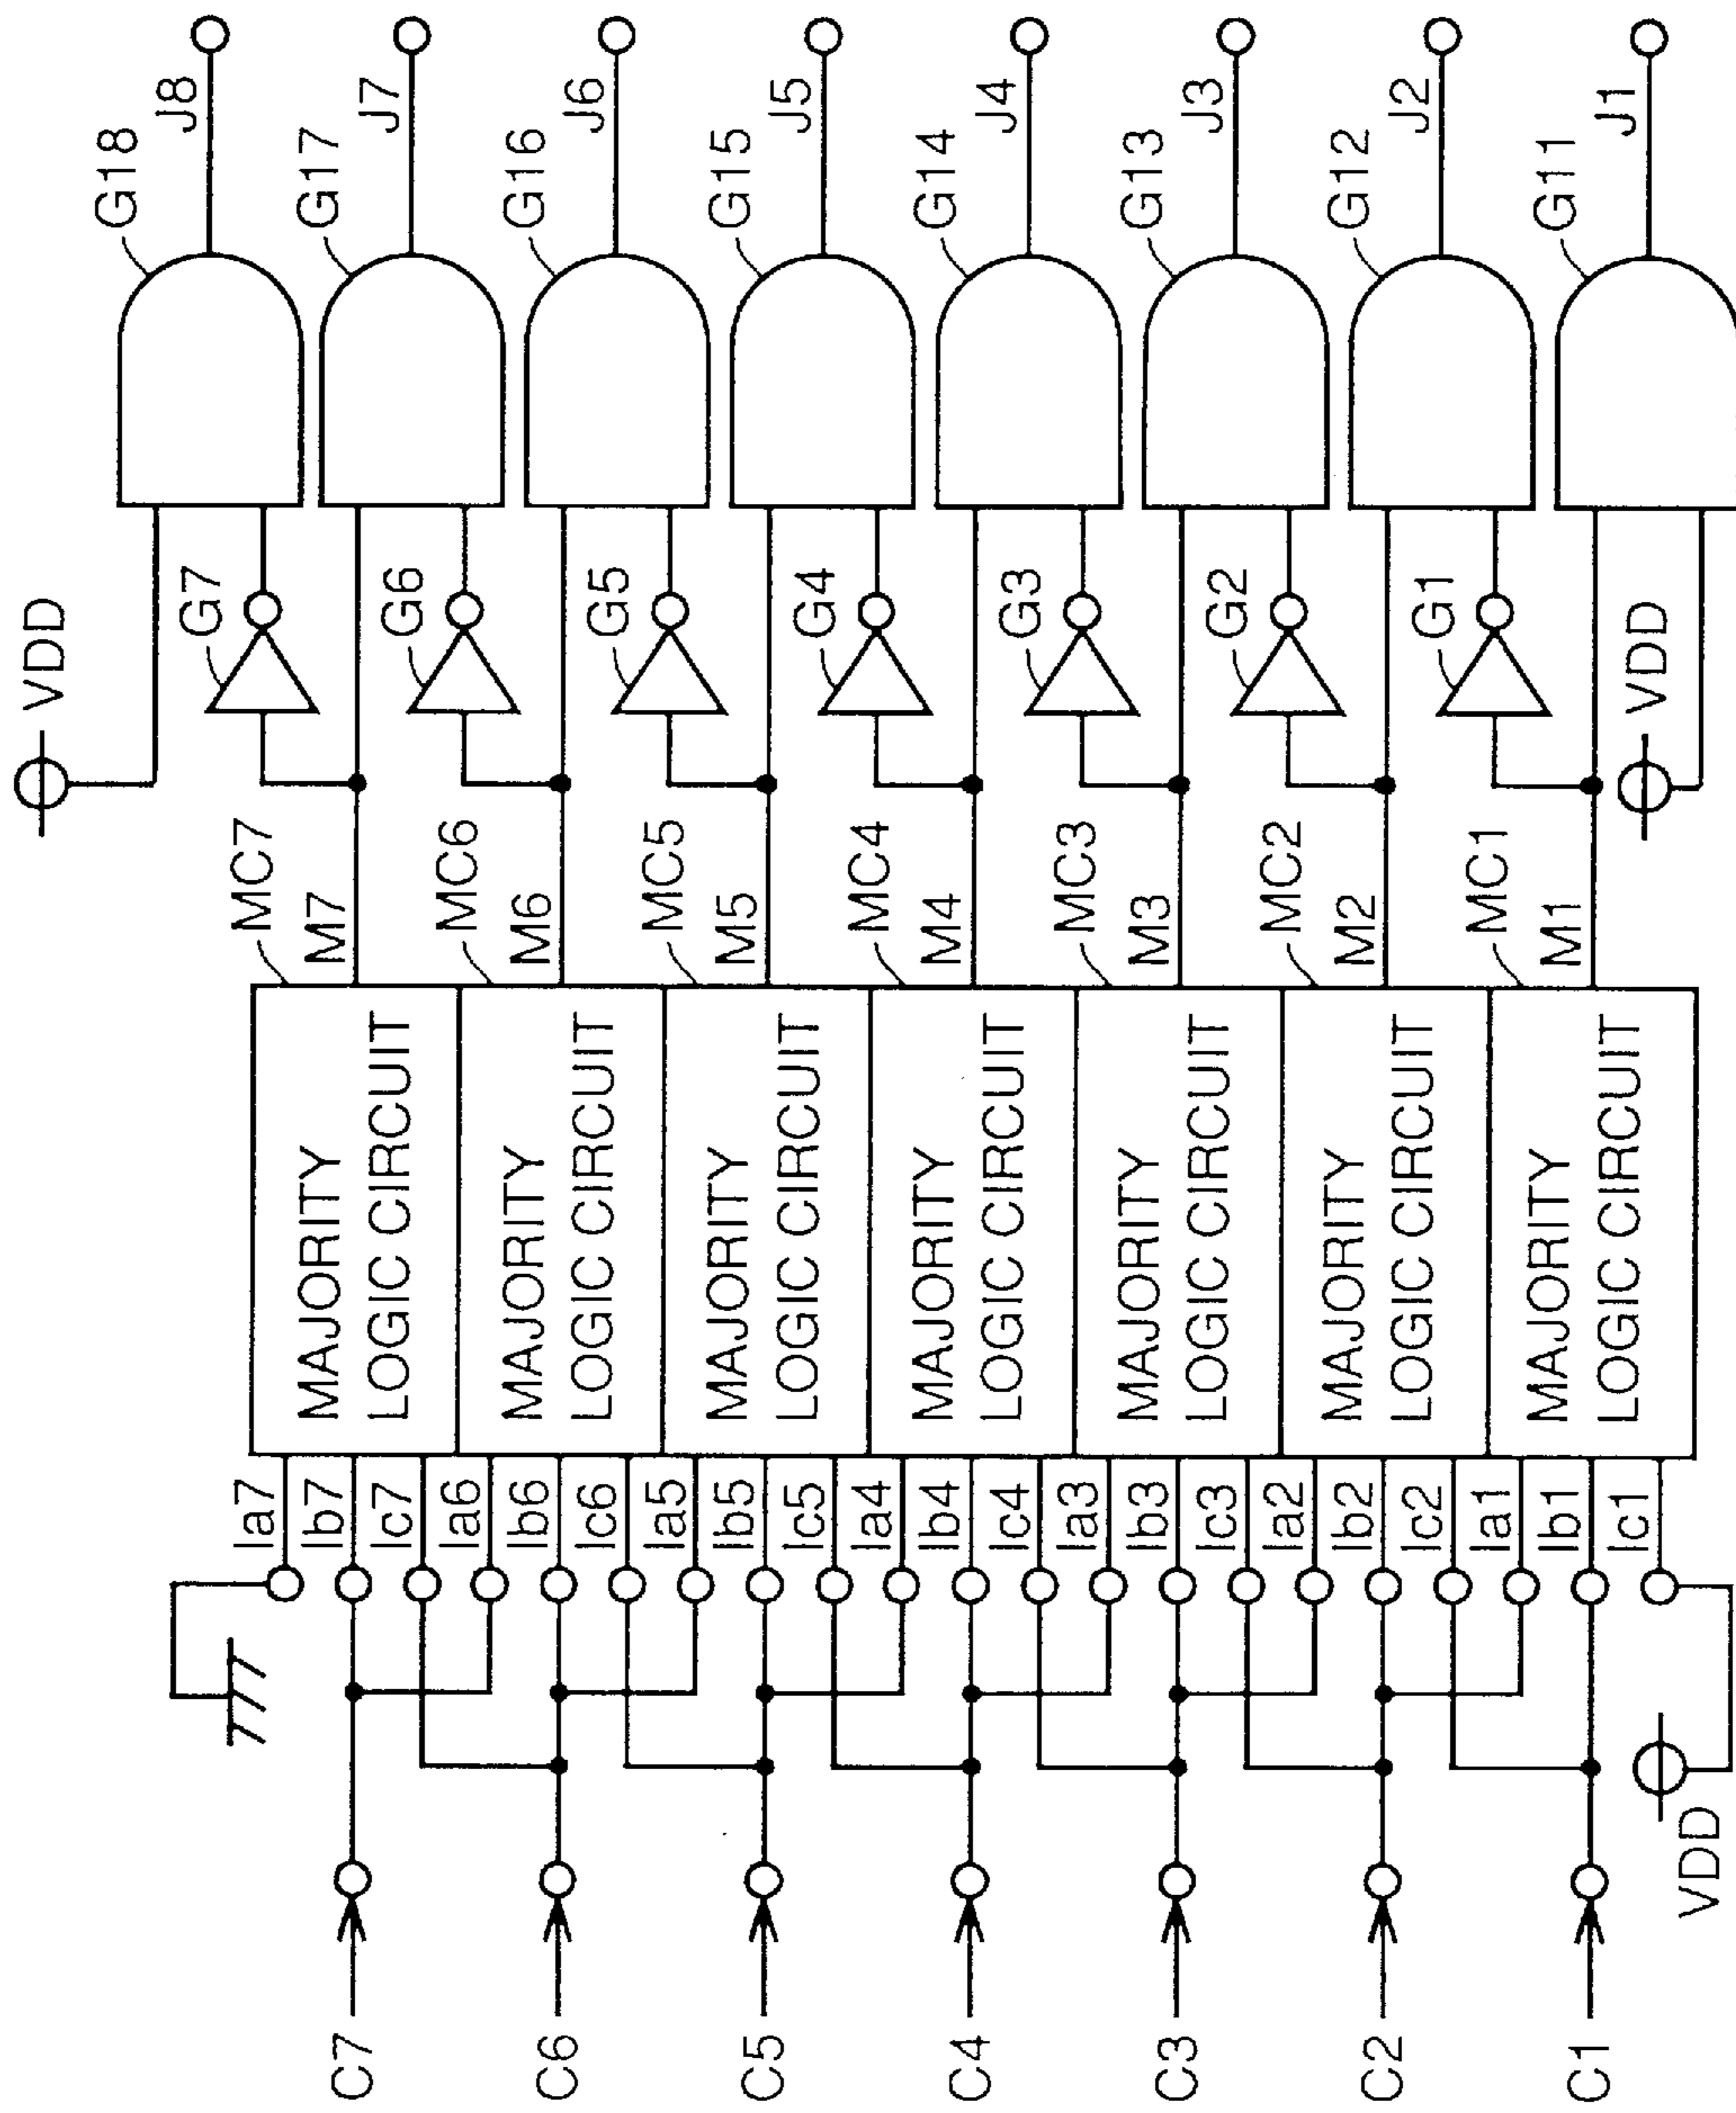 C7
C6
C5
C4
C3
C2
C1
VDD
Ia7
Ib7
Ic7
Ia6
Ib6
Ic6
Ia5
Ib5
Ic5
Ia4
Ib4
Ic4
Ia3
Ib3
Ic3
Ia2
Ib2
Ic2
Ia1
Ib1
Ic1
MAJORITY
LOGIC CIRCUIT
MAJORITY
LOGIC CIRCUIT
MAJORITY
LOGIC CIRCUIT
MAJORITY
LOGIC CIRCUIT
MAJORITY
LOGIC CIRCUIT
MAJORITY
LOGIC CIRCUIT
MAJORITY
LOGIC CIRCUIT
MC7
M7
MC6
M6
MC5
M5
MC4
M4
MC3
M3
MC2
M2
MC1
M1
VDD
G7
G6
G5
G4
G3
G2
G1
VDD
G18
J8
G17
J7
G16
J6
G15
J5
G14
J4
G13
J3
G12
J2
G11
J1